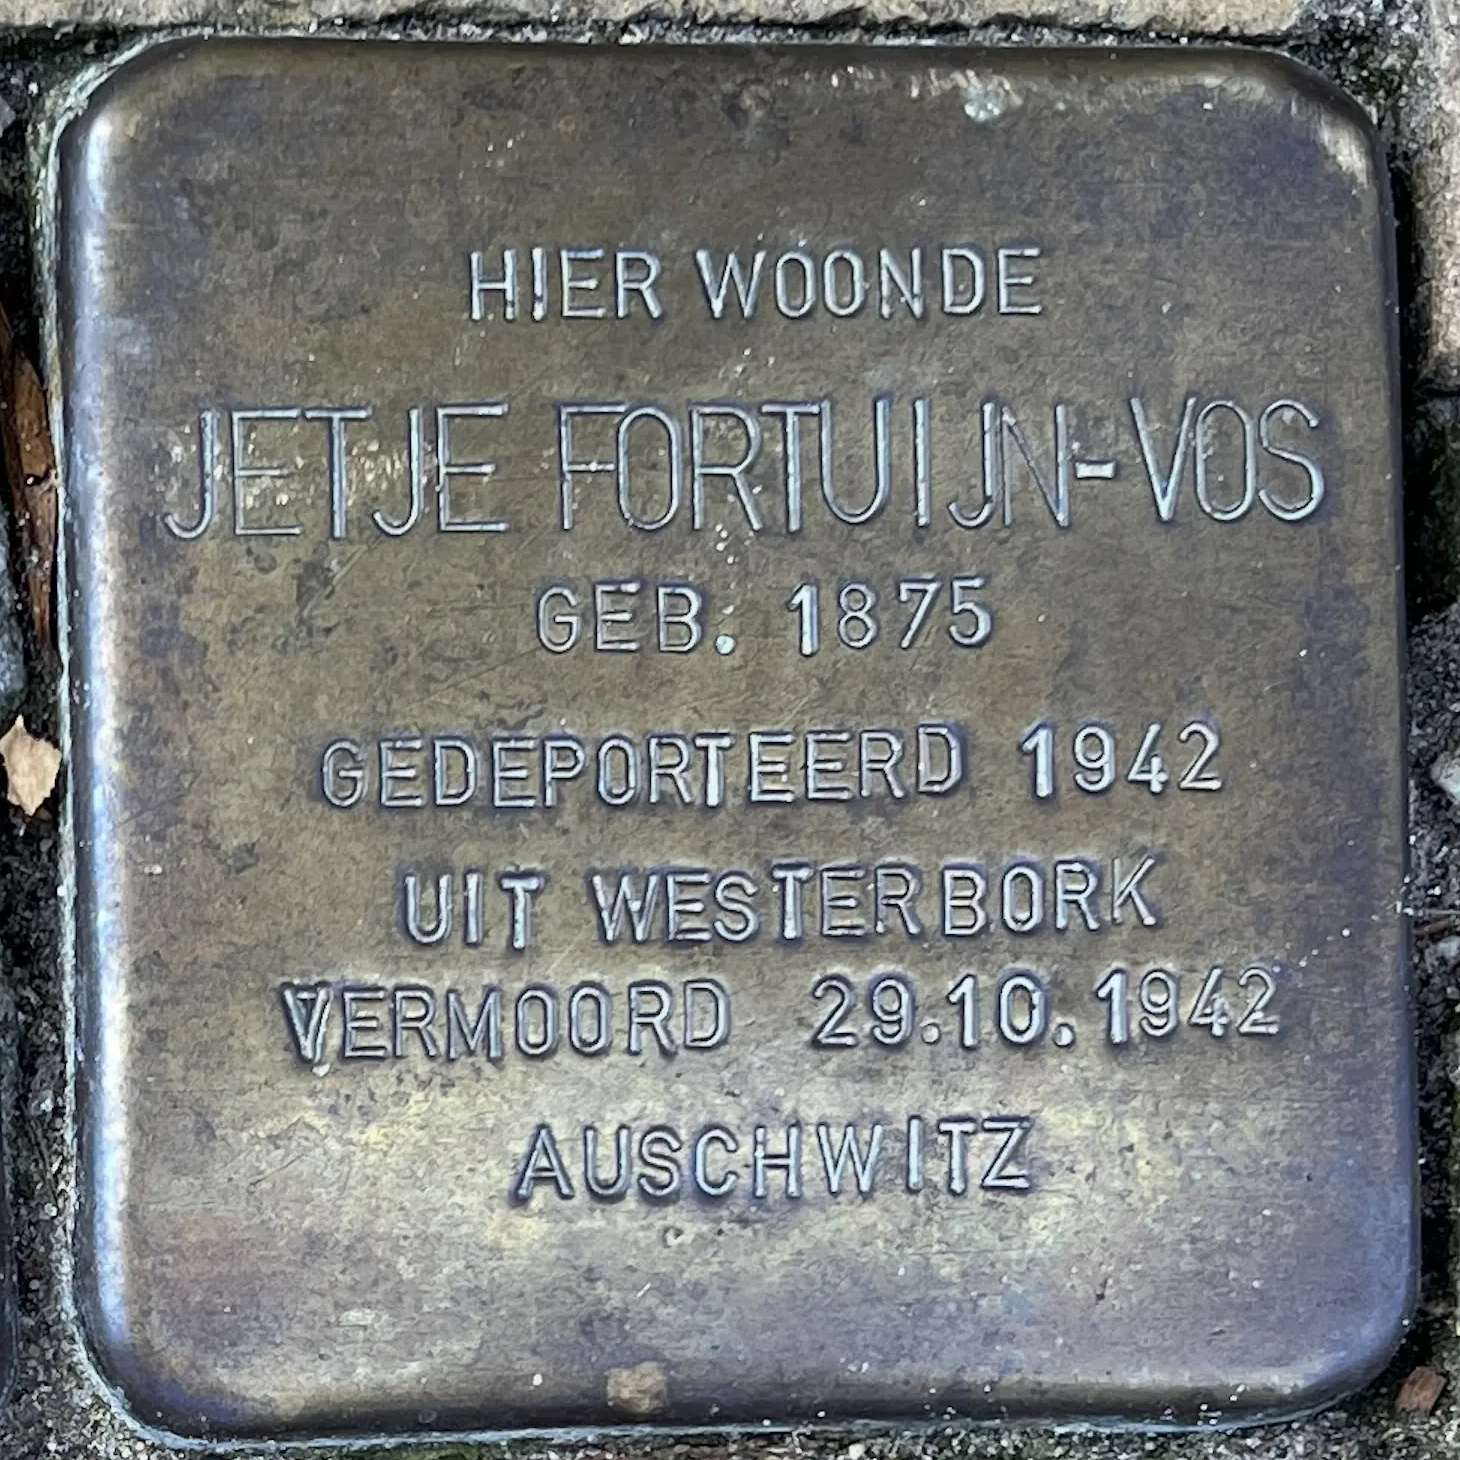 HIER WOONDE
JETJE FORTUIJN-VOS
GEB. 1875
GEDEPORTEERD 1942
UIT WESTERBORK
VERMOORD 29.10.1942
AUSCHWITZ